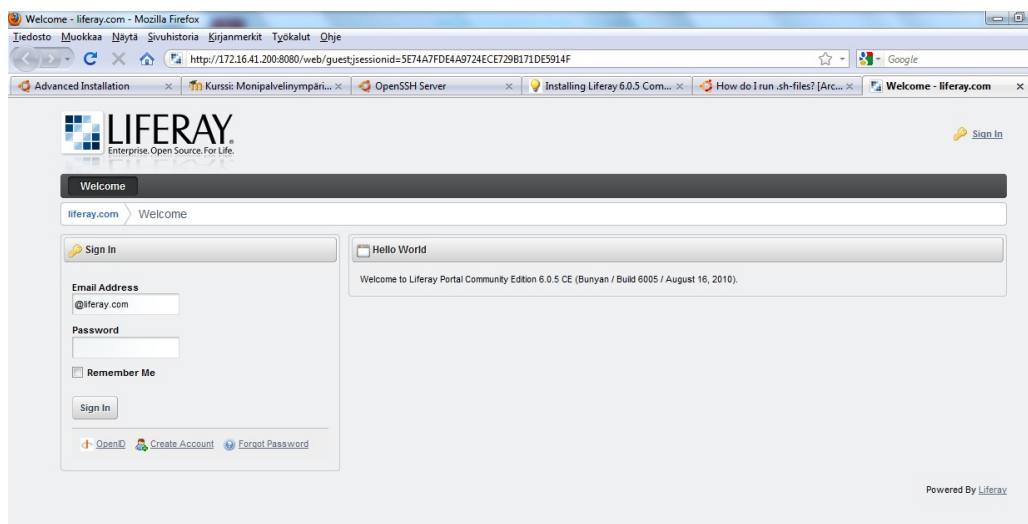 Welcome - liferay.com - Mozilla Firefox
Tiedosto Muokkaa Näytä Sivuhistoria Kirjanmerkit Työkalut Ohje
http://172.16.41.200:8080/web/guest;jsessionid=5E74A7FDE4A9724ECE729B171DE5914F
Google
Advanced Installation
Kurssi: Monipalvelinympäri...
OpenSSH Server
Installing Liferay 6.0.5 Com...
How do I run .sh-files? [Arc...
Welcome - liferay.com
LIFERAY.
Enterprise. Open Source. For Life.
Sign In
Welcome
liferay.com
Welcome
Sign In
Email Address
@liferay.com
Password
Remember Me
Sign In
OpenID Create Account Forgot Password
Hello World
Welcome to Liferay Portal Community Edition 6.0.5 CE (Bunyan / Build 6005 / August 16, 2010).
Powered By Liferay